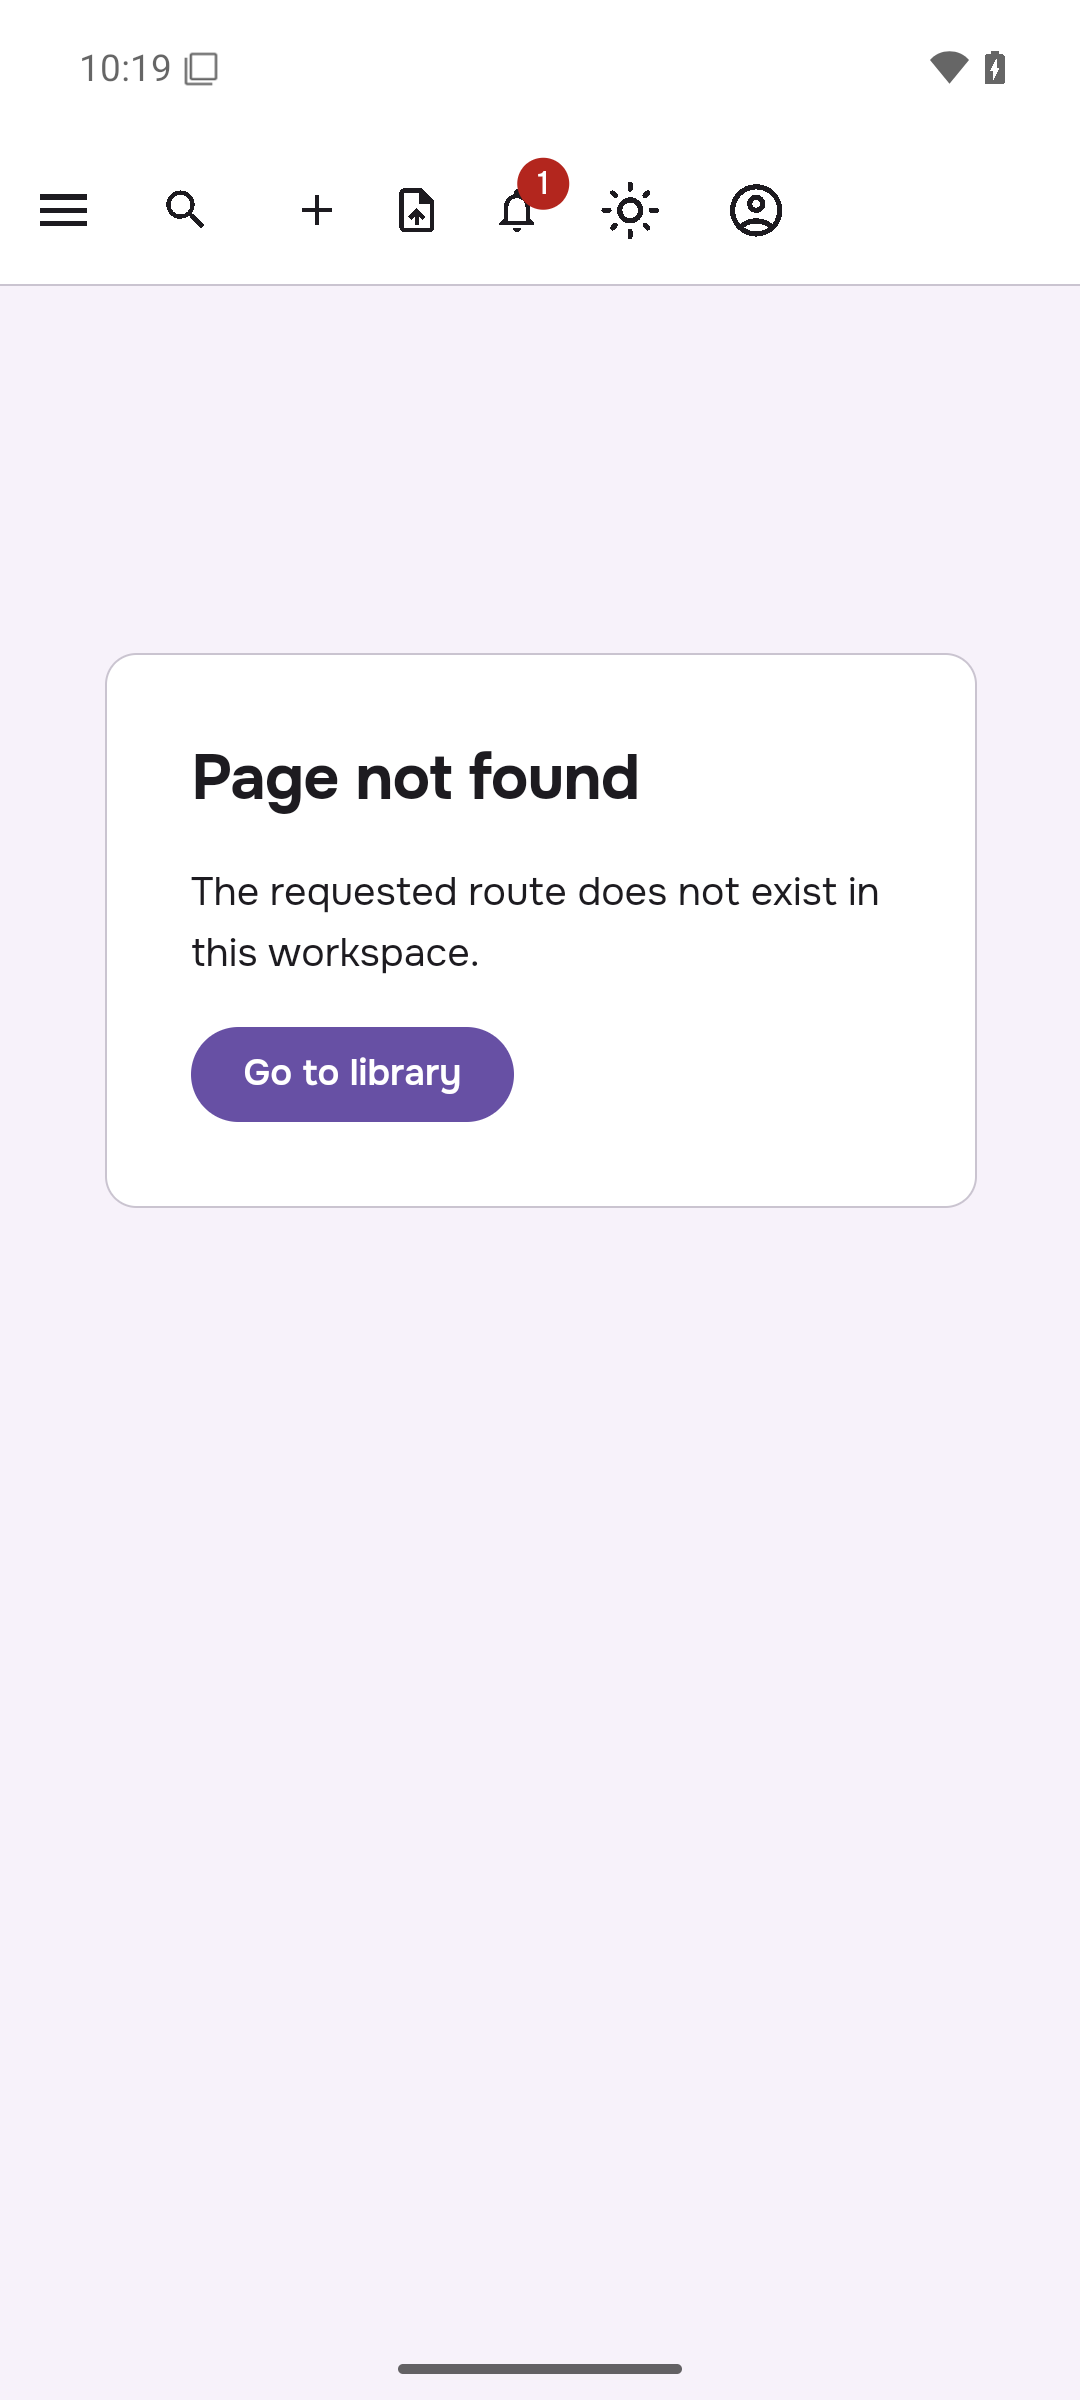 10:19
1
Page not found
The requested route does not exist in
this workspace.
Go to library